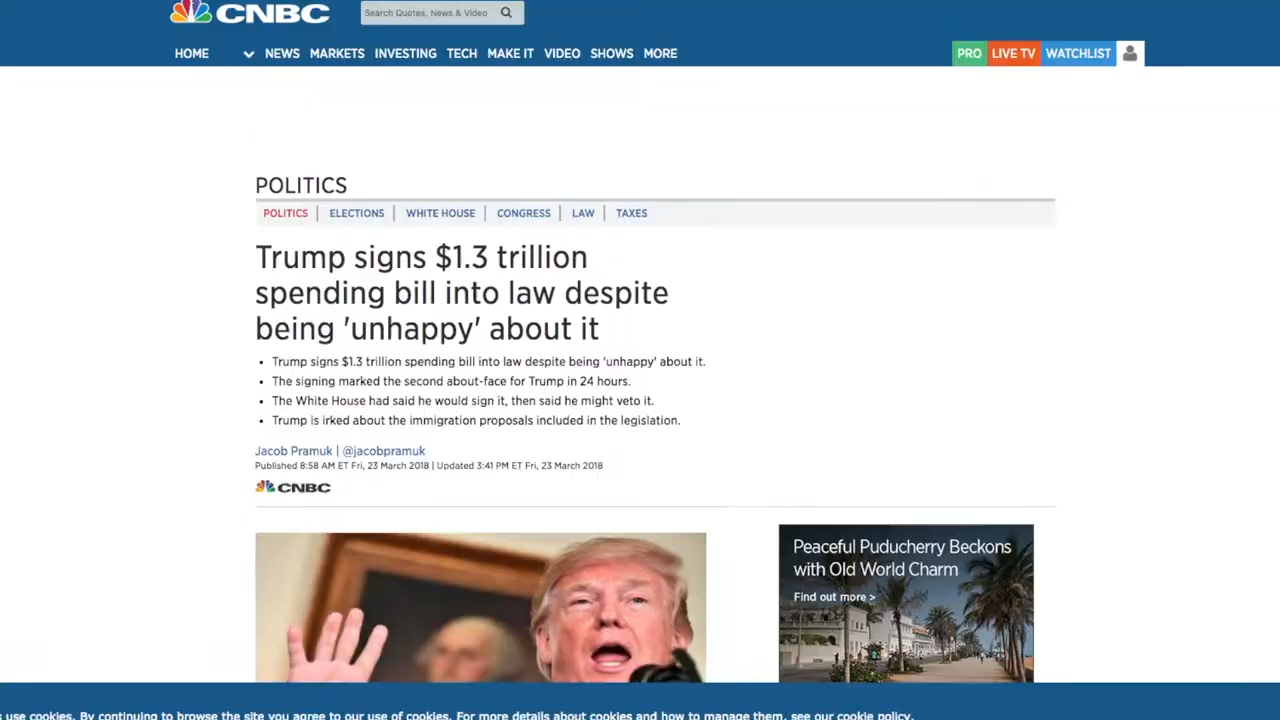 CNBC
Search Quotes, News & Video
HOME NEWS MARKETS INVESTING TECH MAKE IT VIDEO SHOWS MORE PRO LIVE TV WATCHLIST
POLITICS
POLITICS | ELECTIONS | WHITE HOUSE | CONGRESS | LAW | TAXES
Trump signs $1.3 trillion
spending bill into law despite
being 'unhappy' about it
• Trump signs $1.3 trillion spending bill into law despite being 'unhappy' about it.
• The signing marked the second about-face for Trump in 24 hours.
• The White House had said he would sign it, then said he might veto it.
• Trump is irked about the immigration proposals included in the legislation.
Jacob Pramuk | @jacobpramuk
Published 8:58 AM ET Fri, 23 March 2018 | Updated 3:41 PM ET Fri, 23 March 2018
CNBC
Peaceful Puducherry Beckons
with Old World Charm
Find out more >
s use cookies. By continuing to browse the site you agree to our use of cookies. For more details about cookies and how to manage them, see our cookie policy.